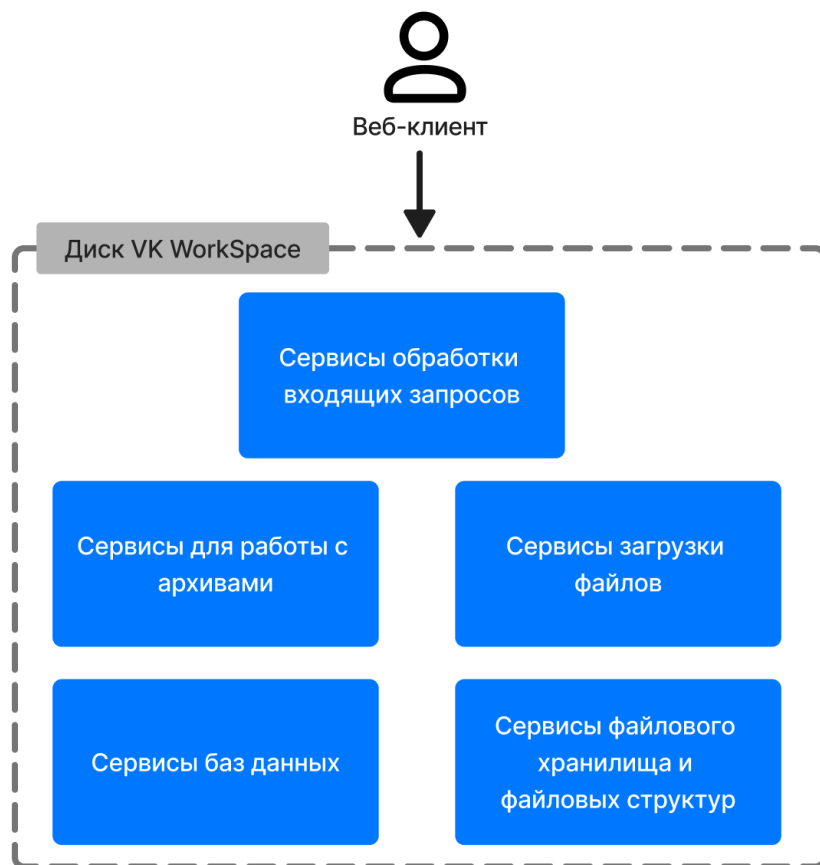 Веб-клиент
Диск VK WorkSpace
Сервисы обработки
входящих запросов
Сервисы для работы с
архивами
Сервисы загрузки
файлов
Сервисы баз данных
Сервисы файлового
хранилища и
файловых структур